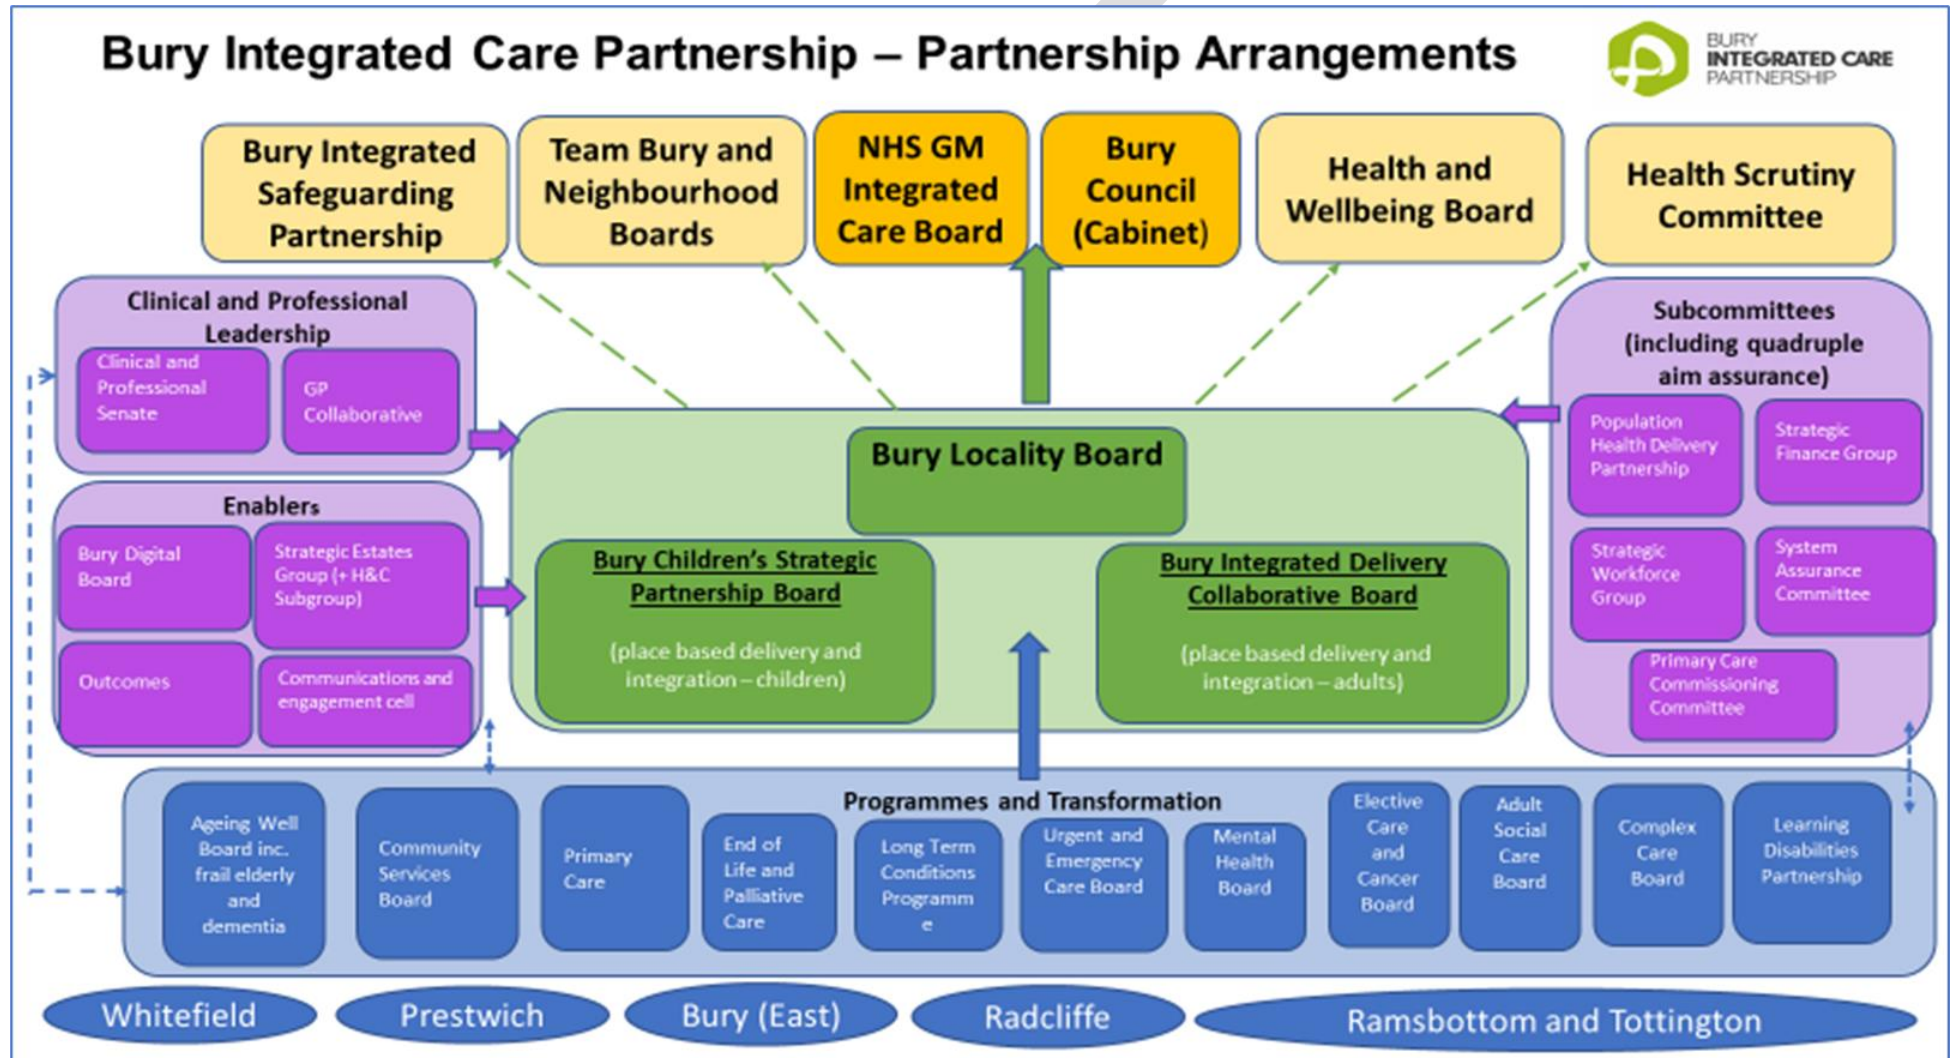 Bury Integrated Care Partnership – Partnership Arrangements
BURY
INTEGRATED CARE
PARTNERSHIP
Bury Integrated
Safeguarding
Partnership
Team Bury and
Neighbourhood
Boards
NHS GM
Integrated
Care Board
Bury
Council
(Cabinet)
Health and
Wellbeing Board
Health Scrutiny
Committee
Clinical and Professional
Leadership
Clinical and
Professional
Senate
GP
Collaborative
Enablers
Bury Digital
Board
Strategic Estates
Group (+ H&C
Subgroup)
Outcomes
Communications and
engagement cell
Bury Locality Board
Bury Children's Strategic
Partnership Board
(place based delivery and
integration – children)
Bury Integrated Delivery
Collaborative Board
(place based delivery and
integration – adults)
Subcommittees
(including quadruple
aim assurance)
Population
Health Delivery
Partnership
Strategic
Finance Group
Strategic
Workforce
Group
System
Assurance
Committee
Primary Care
Commissioning
Committee
Programmes and Transformation
Ageing Well
Board inc.
frail elderly
and
dementia
Community
Services
Board
Primary
Care
End of
Life and
Palliative
Care
Long Term
Conditions
Programm
e
Urgent and
Emergency
Care Board
Mental
Health
Board
Elective
Care
and
Cancer
Board
Adult
Social
Care
Board
Complex
Care
Board
Learning
Disabilities
Partnership
Whitefield
Prestwich
Bury (East)
Radcliffe
Ramsbottom and Tottington